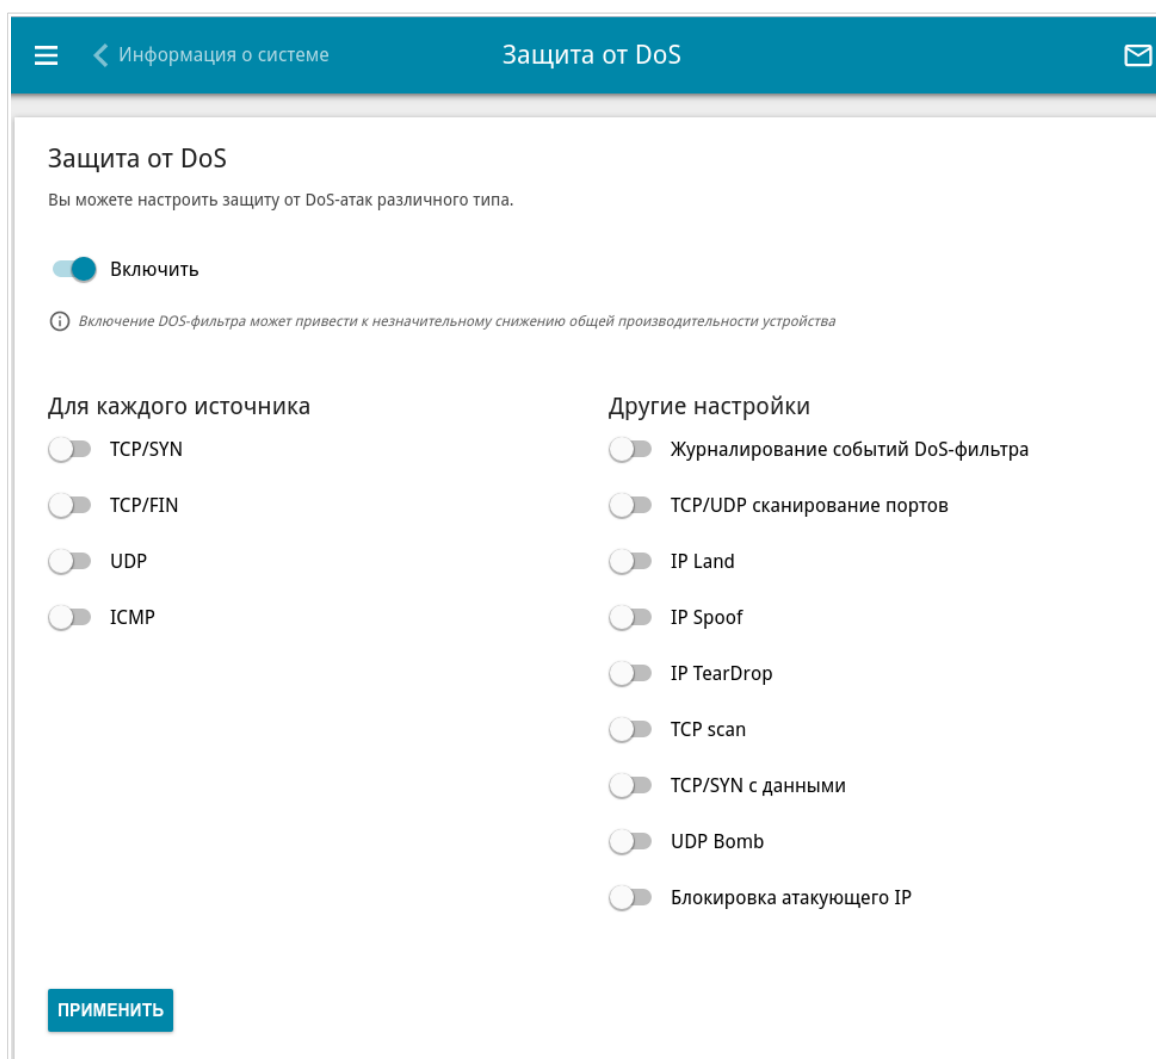 Информация о системе
Защита от DoS
Защита от DoS
Вы можете настроить защиту от DoS-атак различного типа.
Включить
Включение DOS-фильтра может привести к незначительному снижению общей производительности устройства
Для каждого источника
TCP/SYN
TCP/FIN
UDP
ICMP
Другие настройки
Журналирование событий DoS-фильтра
TCP/UDP сканирование портов
IP Land
IP Spoof
IP TearDrop
TCP scan
TCP/SYN с данными
UDP Bomb
Блокировка атакующего IP
ПРИМЕНИТЬ